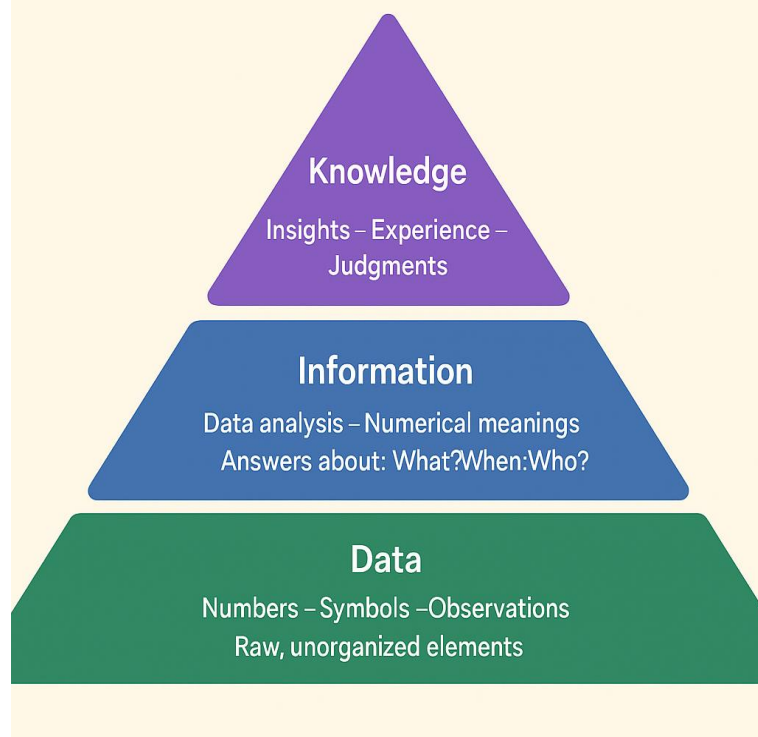 Knowledge
Insights – Experience –
Judgments
Information
Data analysis – Numerical meanings
Answers about: What?When:Who?
Data
Numbers – Symbols –Observations
Raw, unorganized elements